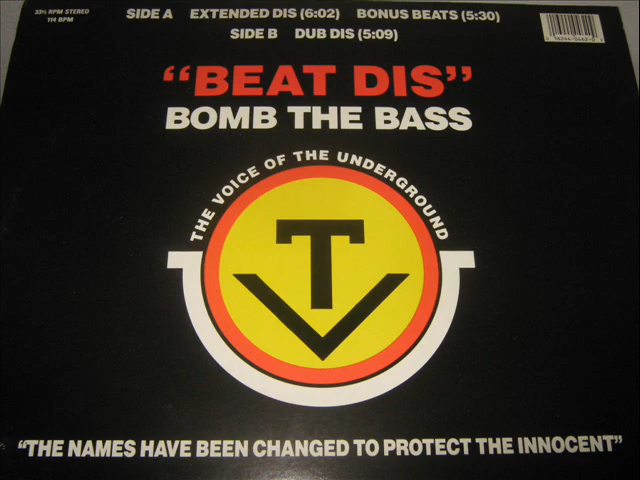 33⅓ RPM STEREO
114 BPM
SIDE A EXTENDED DIS (6:02) BONUS BEATS (5:30)
SIDE B DUB DIS (5:09)
"BEAT DIS"
BOMB THE BASS
THE VOICE OF THE UNDERGROUND
TV
"THE NAMES HAVE BEEN CHANGED TO PROTECT THE INNOCENT"